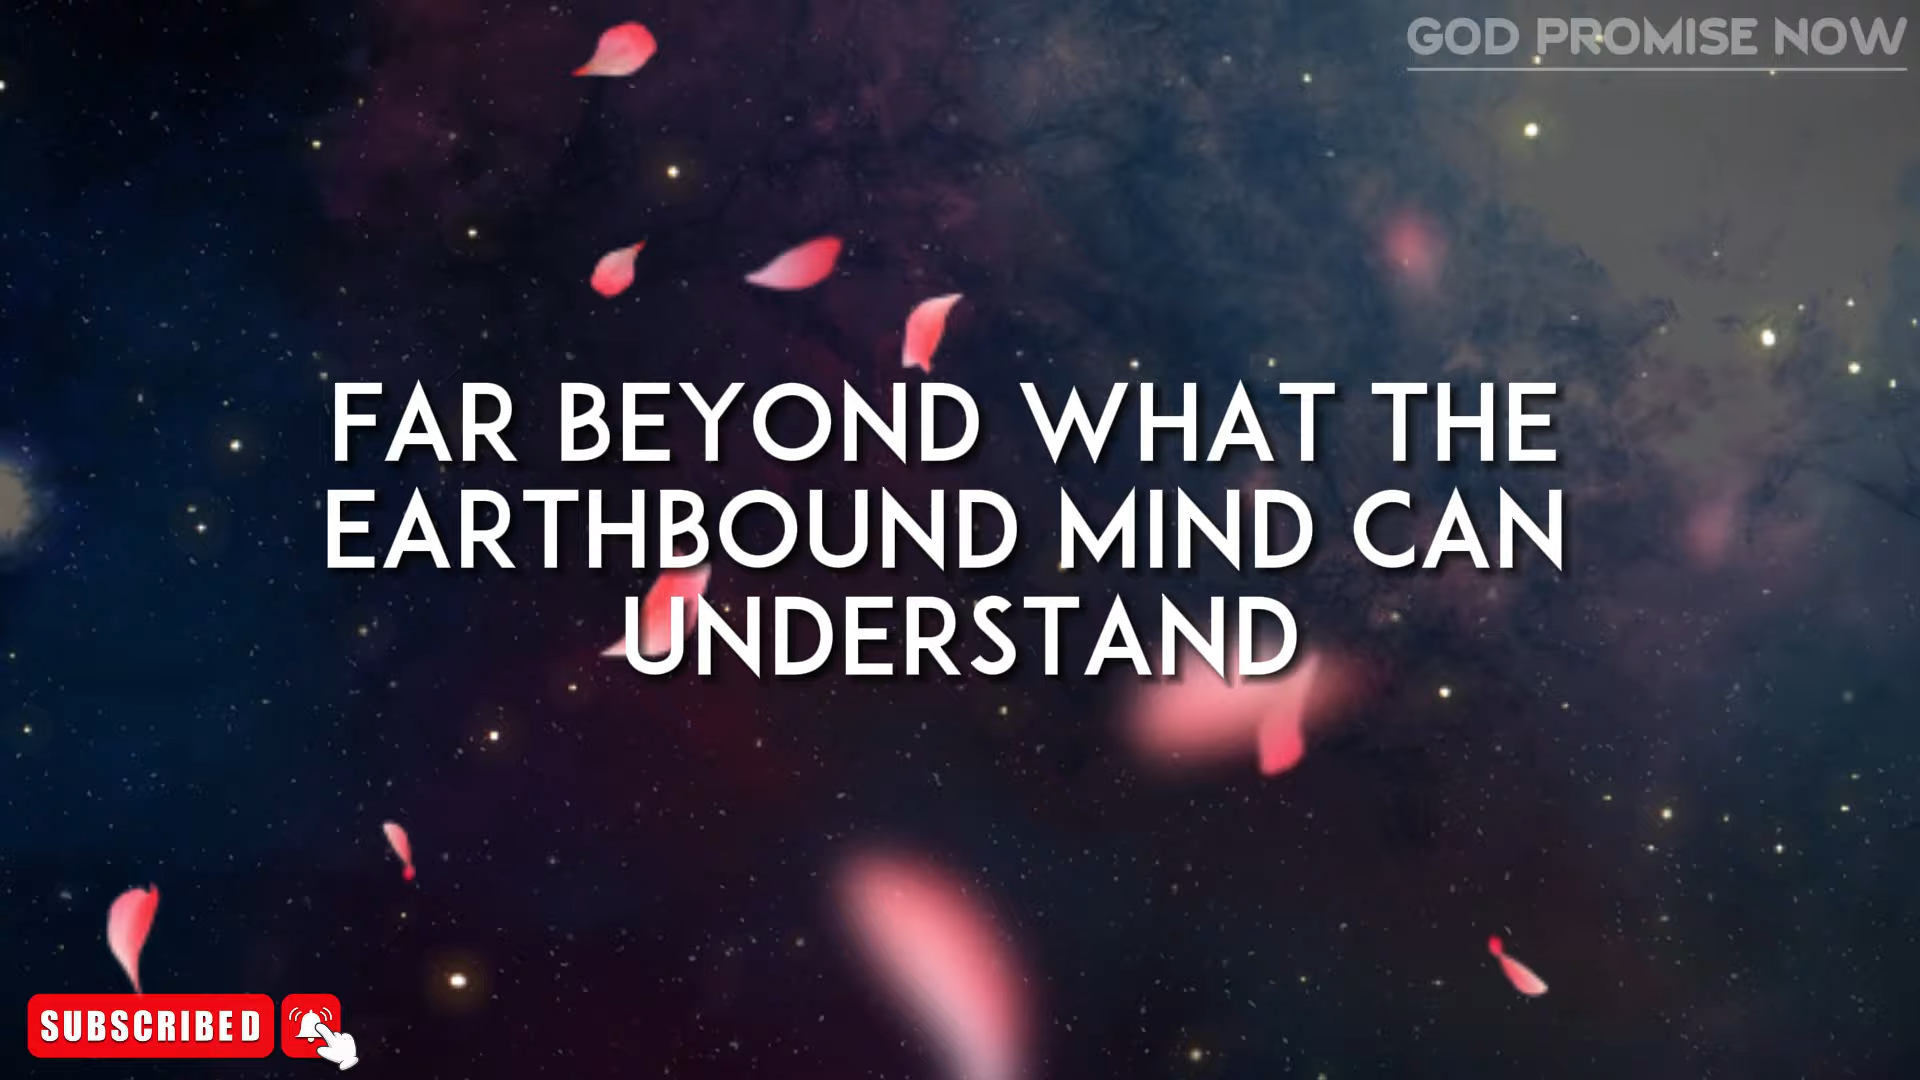 GOD PROMISE NOW
FAR BEYOND WHAT THE
EARTHBOUND MIND CAN
UNDERSTAND
SUBSCRIBED